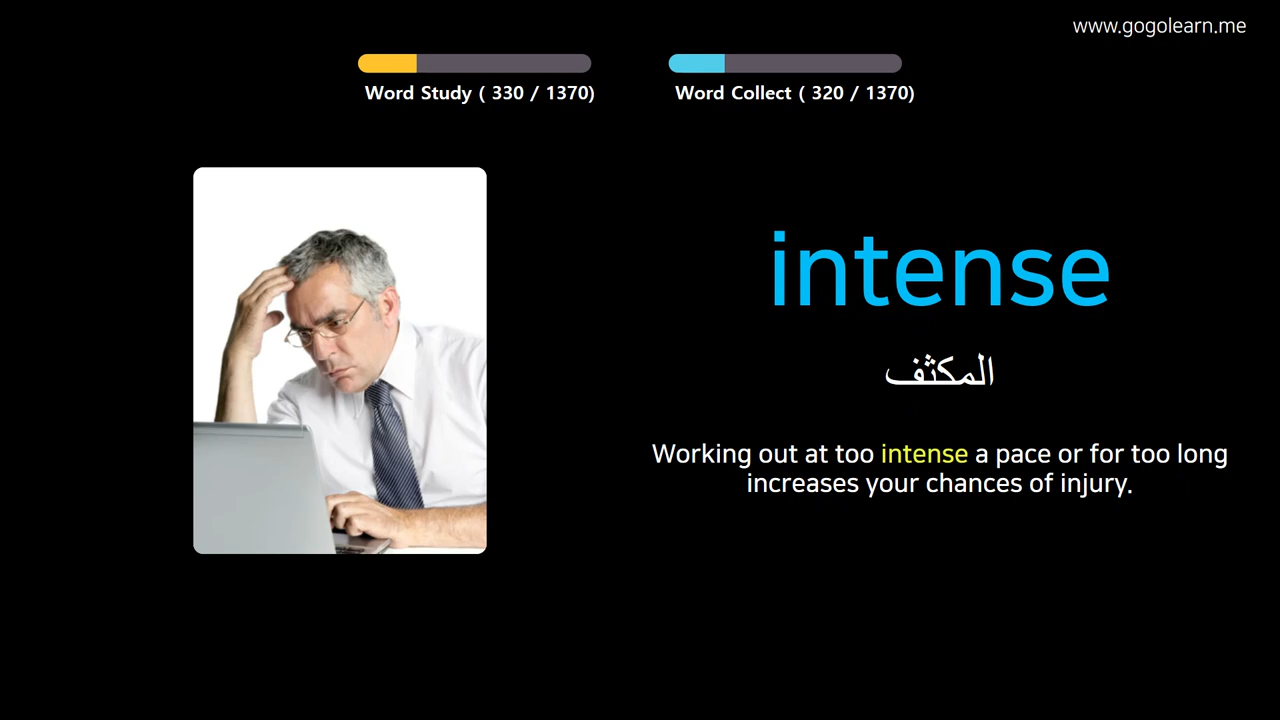 www.gogolearn.me
Word Study ( 330 / 1370)
Word Collect ( 320 / 1370)
intense
المكثف
Working out at too intense a pace or for too long
increases your chances of injury.